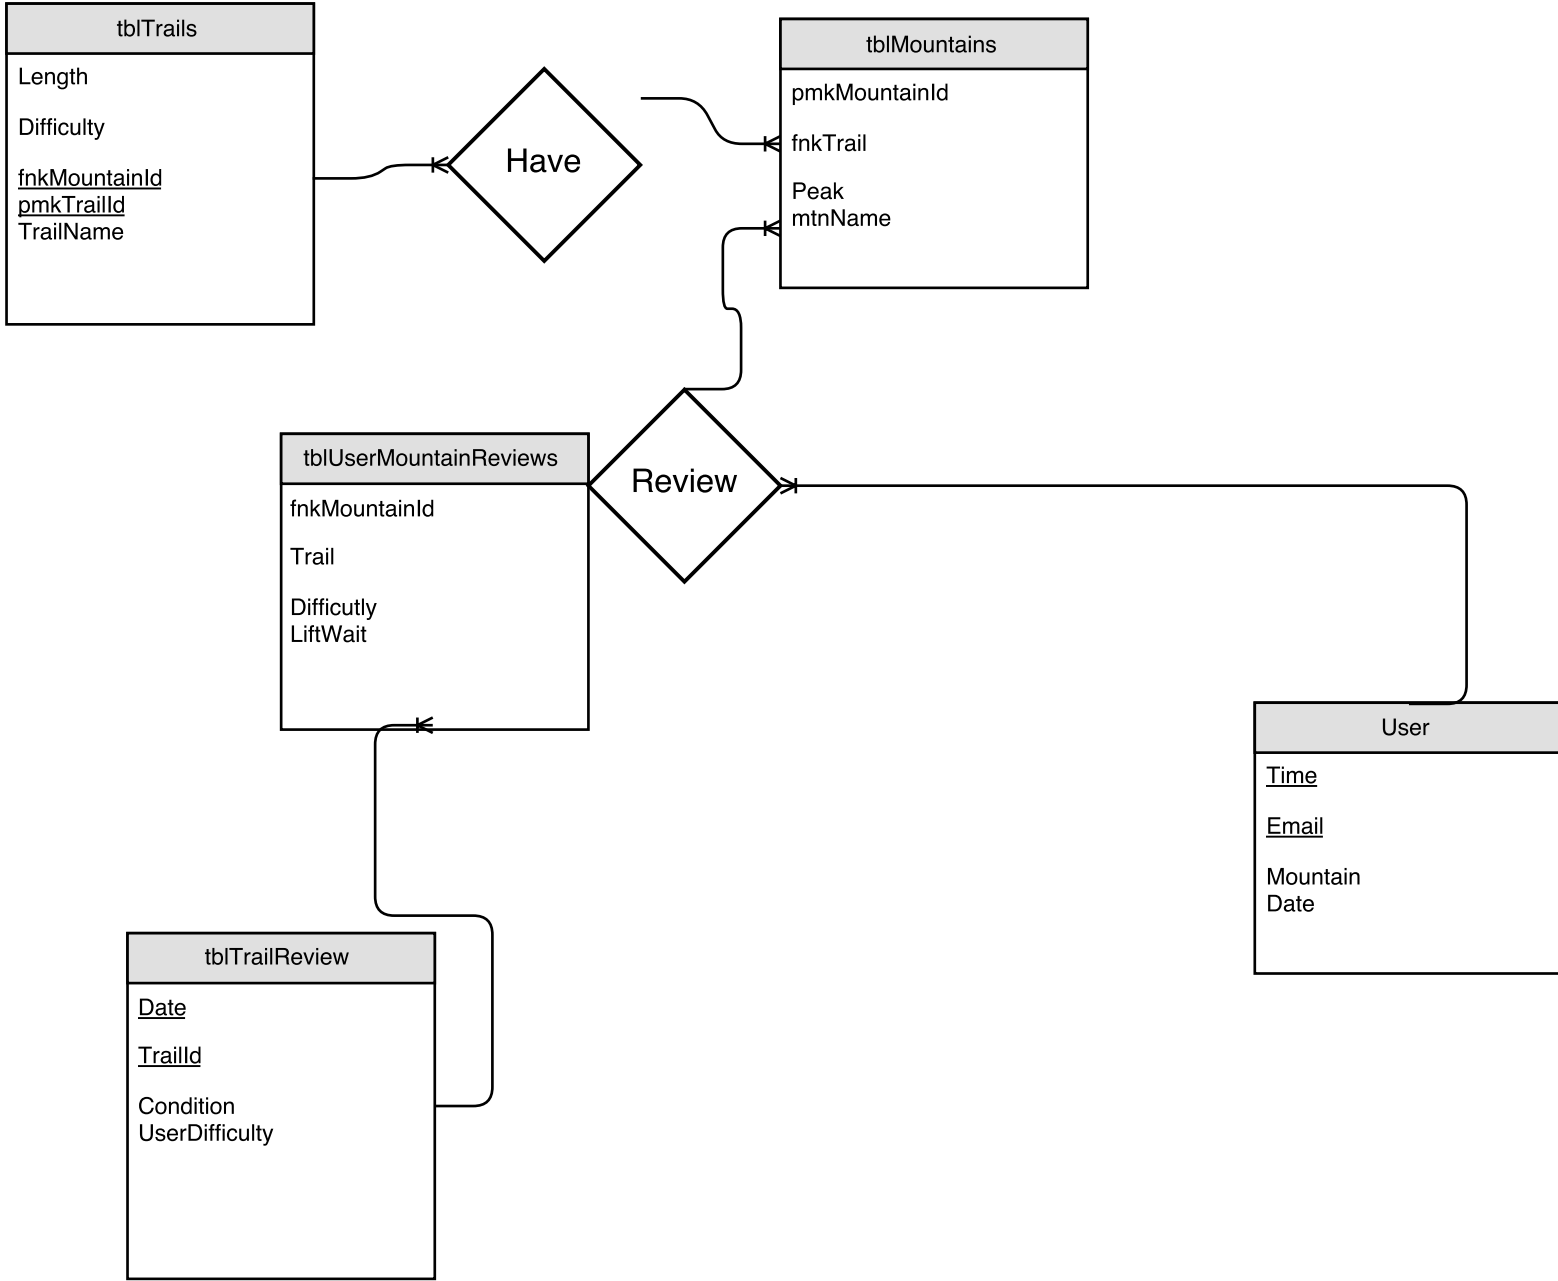 tblTrails
Length
Difficulty
fnkMountainId
pmkTrailId
TrailName
Have
tblMountains
pmkMountainId
fnkTrail
Peak
mtnName
tblUserMountainReviews
fnkMountainId
Trail
Difficutly
LiftWait
Review
User
Time
Email
Mountain
Date
tblTrailReview
Date
TrailId
Condition
UserDifficulty